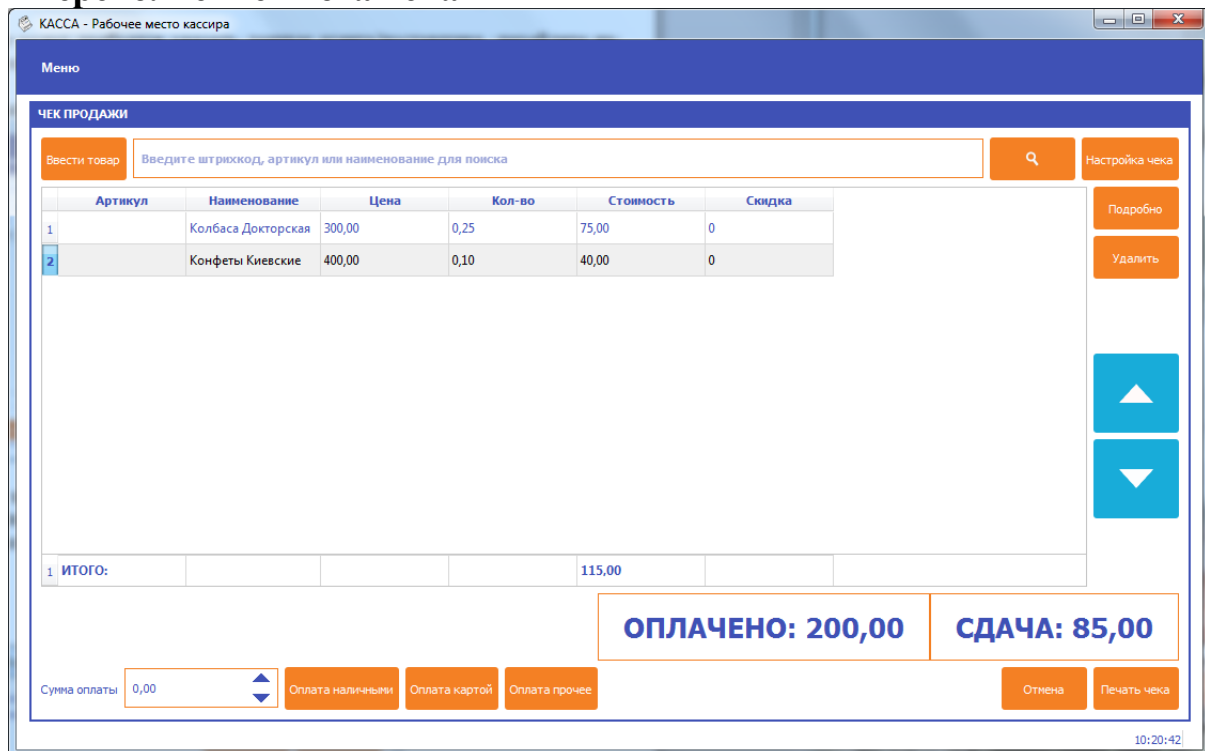 КАССА - Рабочее место кассира
Меню
ЧЕК ПРОДАЖИ
Ввести товар Введите штрихкод, артикул или наименование для поиска Настройка чека
Артикул Наименование Цена Кол-во Стоимость Скидка Подробно
1 Колбаса Докторская 300,00 0,25 75,00 0
2 Конфеты Киевские 400,00 0,10 40,00 0 Удалить
1 ИТОГО: 115,00
ОПЛАЧЕНО: 200,00 СДАЧА: 85,00
Сумма оплаты 0,00 Оплата наличными Оплата картой Оплата прочее Отмена Печать чека
10:20:42